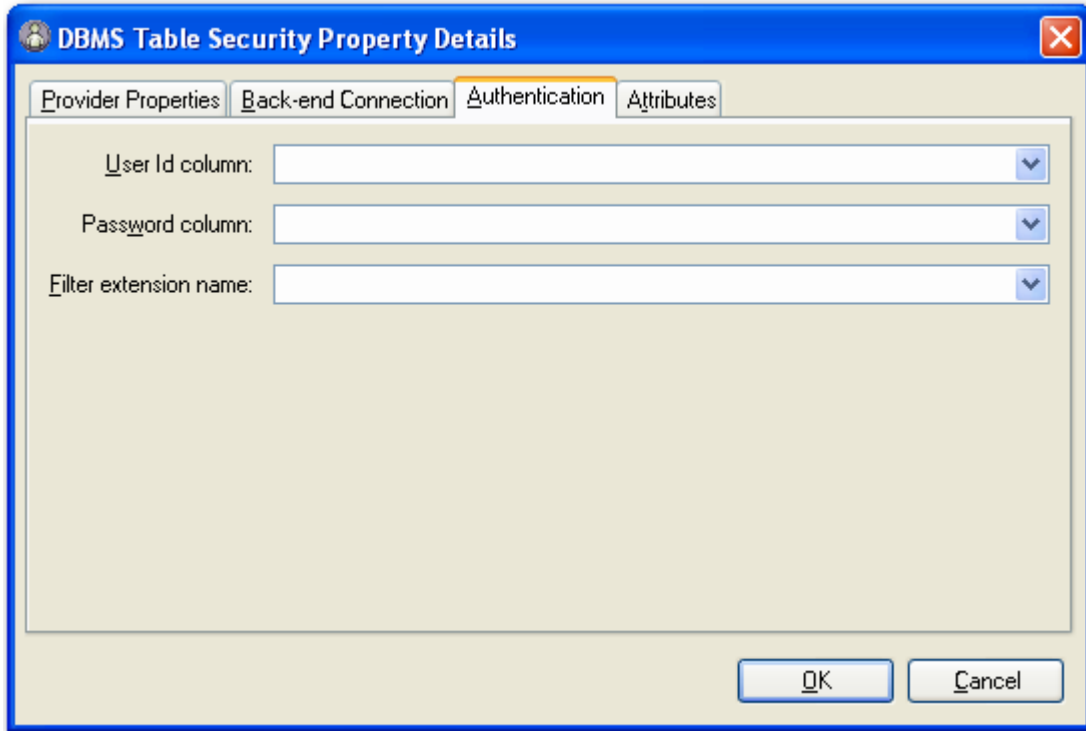 DBMS Table Security Property Details
Provider Properties Back-end Connection Authentication Attributes
User Id column:
Password column:
Filter extension name:
OK Cancel